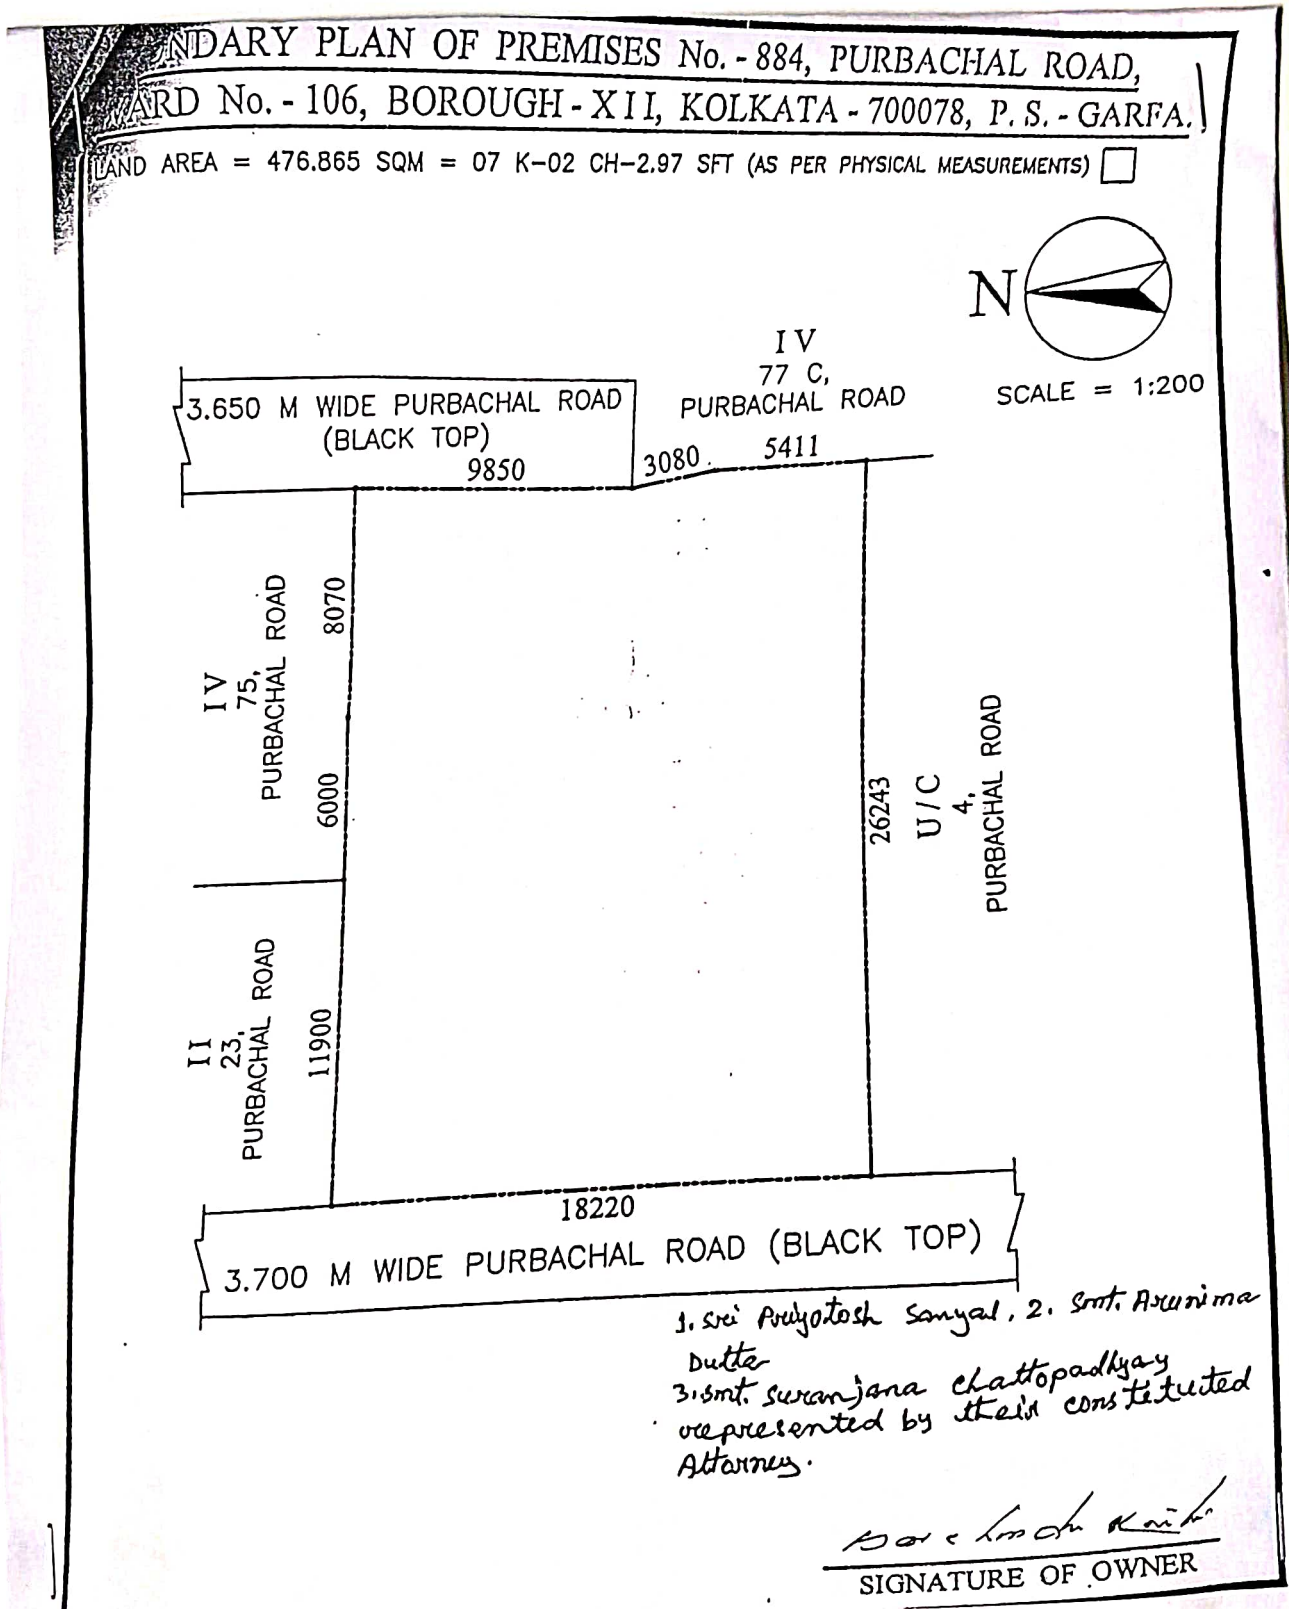 NDARY PLAN OF PREMISES No. - 884, PURBACHAL ROAD,
ARD No. - 106, BOROUGH - XII, KOLKATA - 700078, P. S. - GARFA.
LAND AREA = 476.865 SQM = 07 K-02 CH-2.97 SFT (AS PER PHYSICAL MEASUREMENTS)
N
SCALE = 1:200
IV
77 C,
PURBACHAL ROAD
3.650 M WIDE PURBACHAL ROAD
(BLACK TOP)
9850
3080
5411
IV
75,
PURBACHAL ROAD
8070
6000
26243
U/C
4,
PURBACHAL ROAD
II
23,
PURBACHAL ROAD
11900
18220
3.700 M WIDE PURBACHAL ROAD (BLACK TOP)
1. Sri Priyotosh Sanyal, 2. Smt. Arunima
Dutta
3. Smt. Suranjana Chattopadhyay
represented by their constituted
Attorney.
SIGNATURE OF OWNER